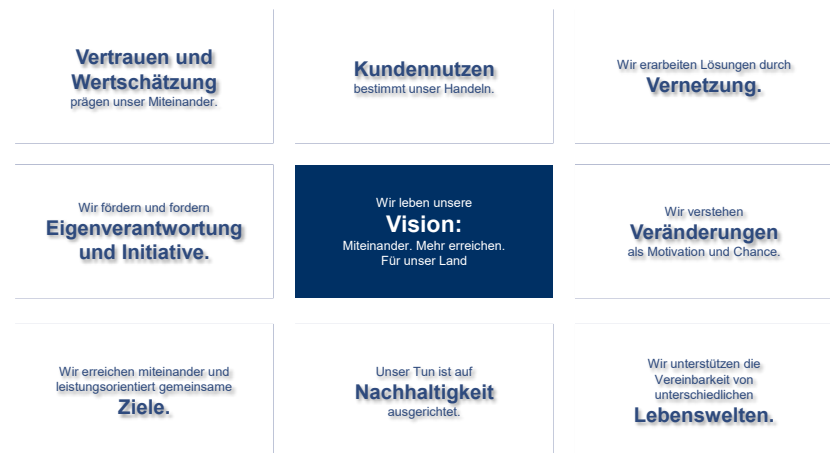 Vertrauen und
Wertschätzung
prägen unser Miteinander.
Kundennutzen
bestimmt unser Handeln.
Wir erarbeiten Lösungen durch
Vernetzung.
Wir fördern und fordern
Eigenverantwortung
und Initiative.
Wir leben unsere
Vision:
Miteinander. Mehr erreichen.
Für unser Land
Wir verstehen
Veränderungen
als Motivation und Chance.
Wir erreichen miteinander und
leistungsorientiert gemeinsame
Ziele.
Unser Tun ist auf
Nachhaltigkeit
ausgerichtet.
Wir unterstützen die
Vereinbarkeit von
unterschiedlichen
Lebenswelten.